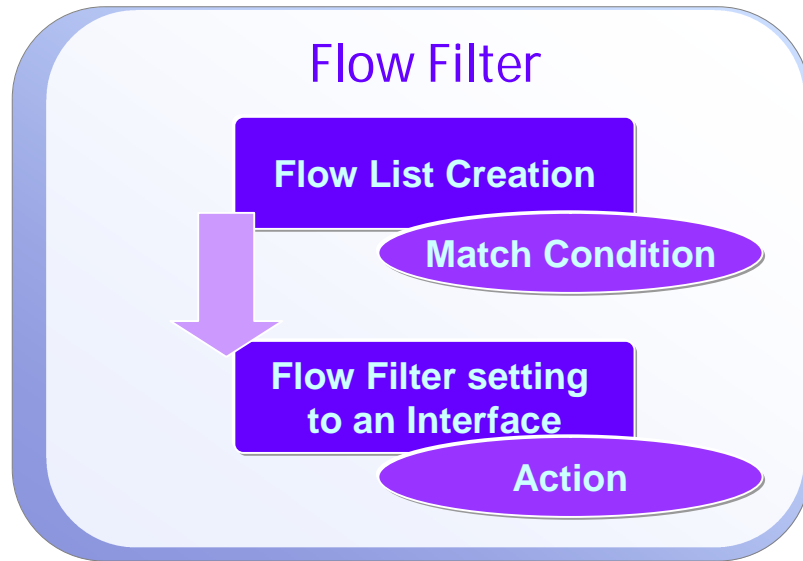 Flow Filter
Flow List Creation
Match Condition
Flow Filter setting
to an Interface
Action